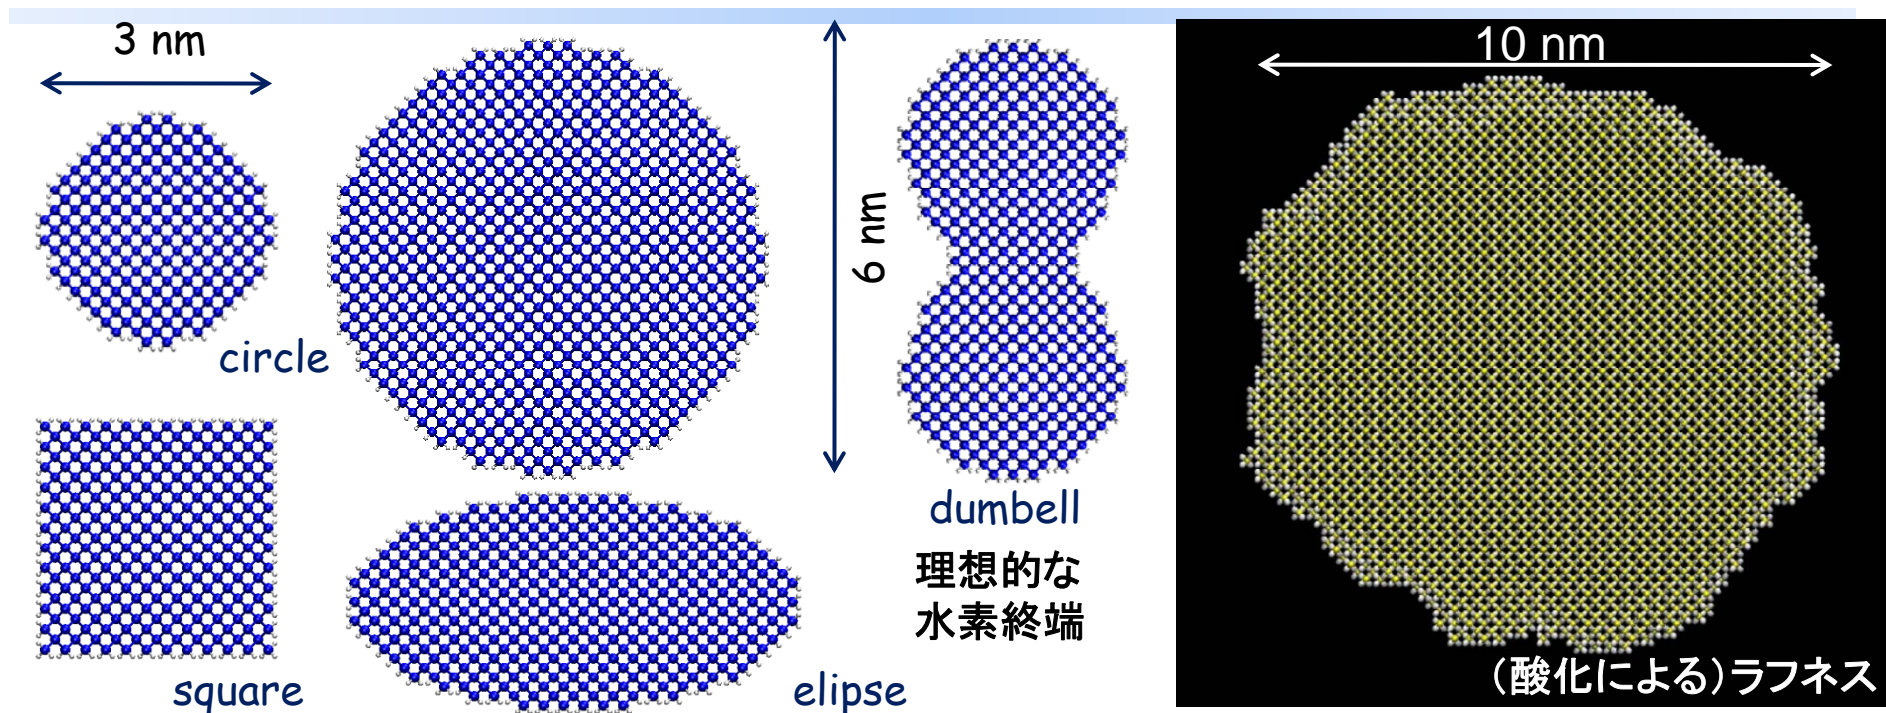 3 nm
circle
6 nm
dumbell
理想的な
水素終端
square
elipse
10 nm
(酸化による)ラフネス